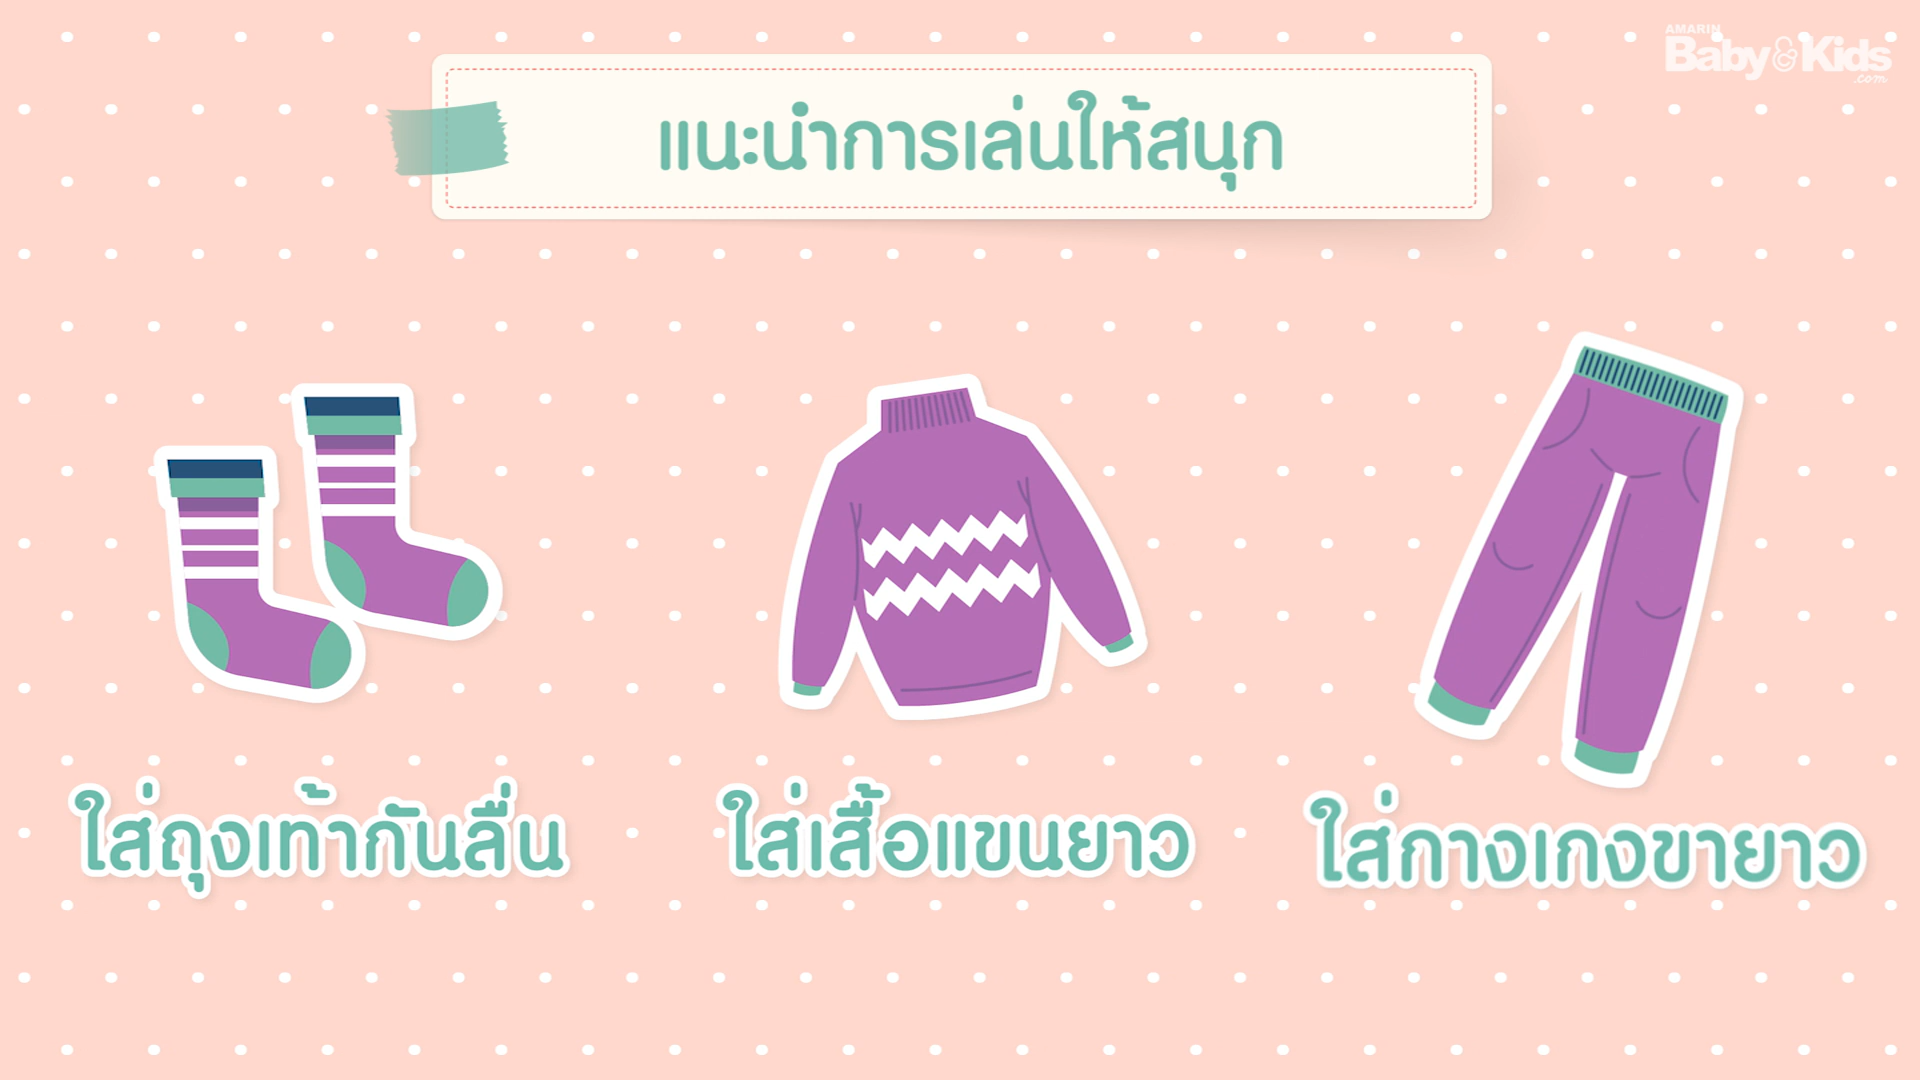 AMARIN
Baby&Kids
.com
แนะนำการเล่นให้สนุก
ใส่ถุงเท้ากันลื่น
ใส่เสื้อแขนยาว
ใส่กางเกงขายาว